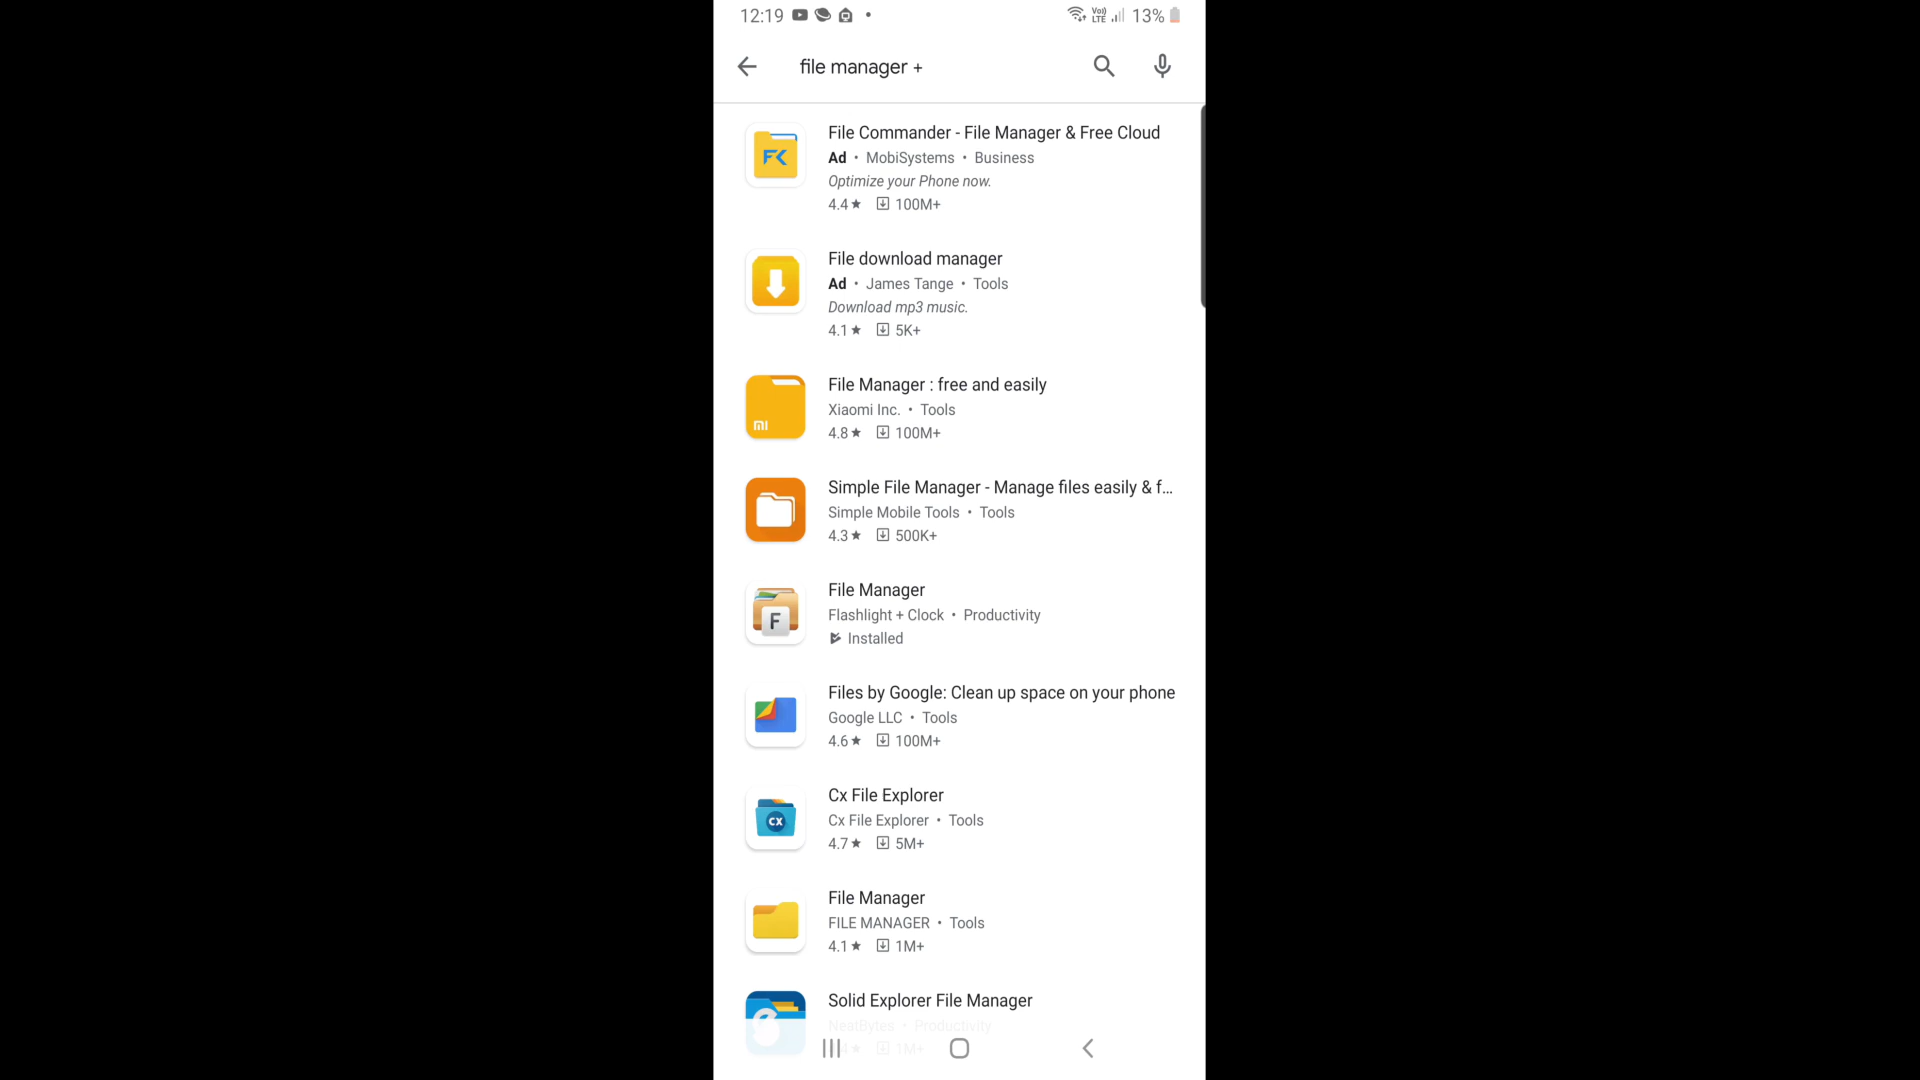 12:19
Vo)) LTE 13%
file manager +
File Commander - File Manager & Free Cloud
Ad • MobiSystems • Business
Optimize your Phone now.
4.4★ 100M+
File download manager
Ad • James Tange • Tools
Download mp3 music.
4.1★ 5K+
File Manager : free and easily
Xiaomi Inc. • Tools
4.8★ 100M+
Simple File Manager - Manage files easily & f...
Simple Mobile Tools • Tools
4.3★ 500K+
File Manager
Flashlight + Clock • Productivity
Installed
Files by Google: Clean up space on your phone
Google LLC • Tools
4.6★ 100M+
Cx File Explorer
Cx File Explorer • Tools
4.7★ 5M+
File Manager
FILE MANAGER • Tools
4.1★ 1M+
Solid Explorer File Manager
NeatBytes • Productivity
1M+
FK
mi
F
CX